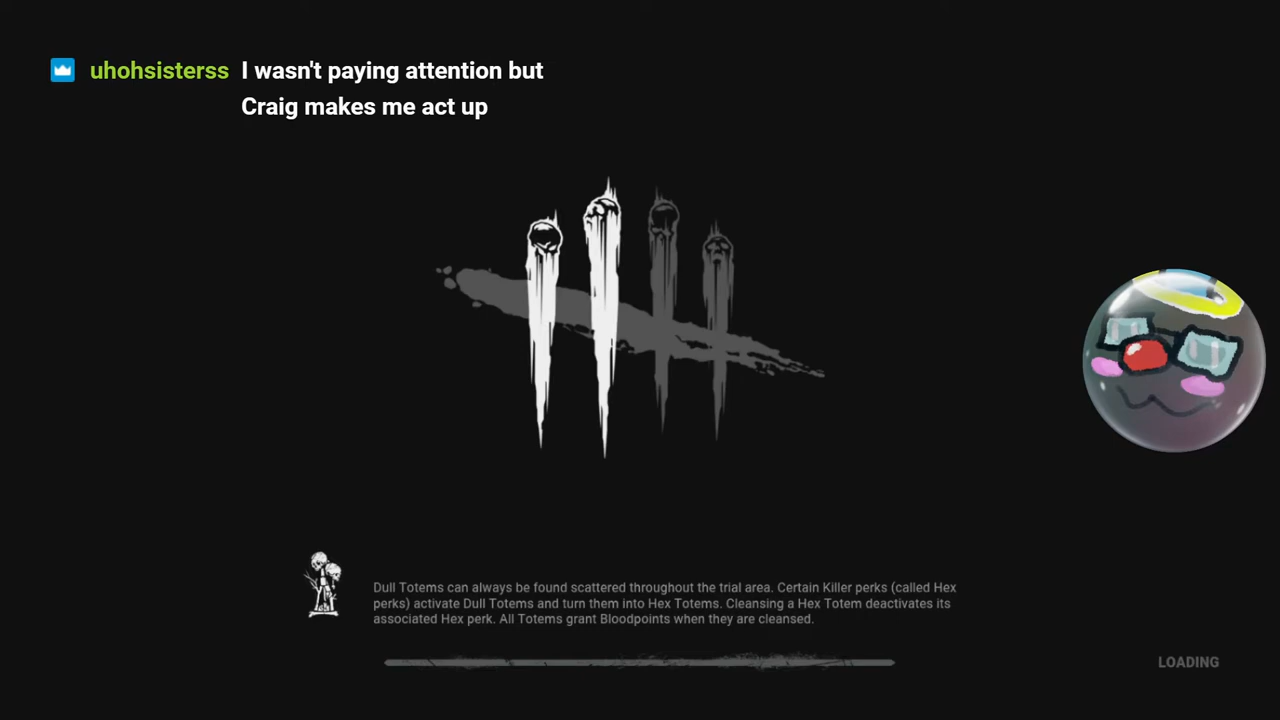 uhohsisterss I wasn't paying attention but
Craig makes me act up
Dull Totems can always be found scattered throughout the trial area. Certain Killer perks (called Hex
perks) activate Dull Totems and turn them into Hex Totems. Cleansing a Hex Totem deactivates its
associated Hex perk. All Totems grant Bloodpoints when they are cleansed.
LOADING